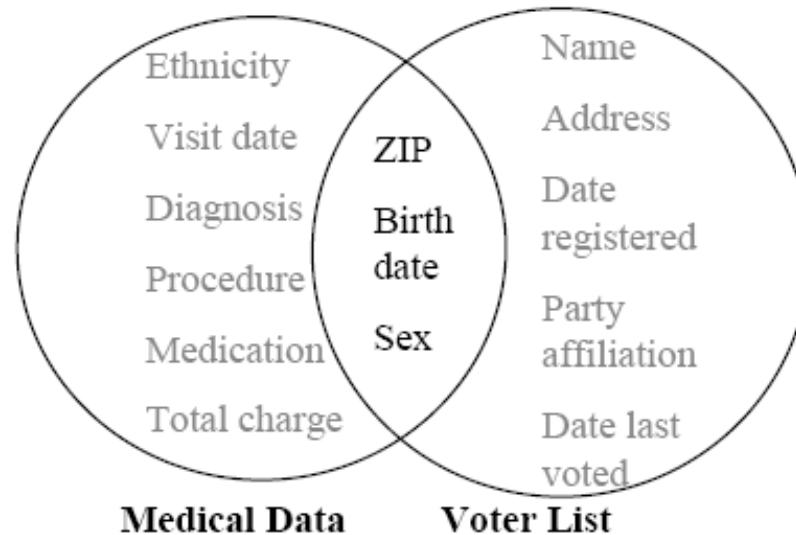 Ethnicity
Visit date
Diagnosis
Procedure
Medication
Total charge
ZIP
Birth
date
Sex
Name
Address
Date
registered
Party
affiliation
Date last
voted
Medical Data
Voter List